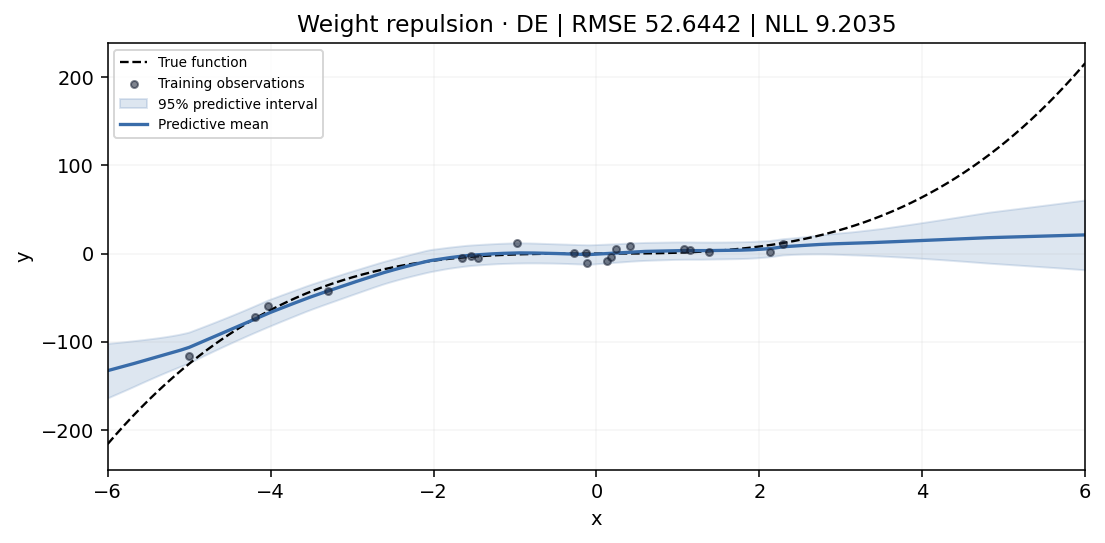 Weight repulsion · DE | RMSE 52.6442 | NLL 9.2035
True function
Training observations
95% predictive interval
Predictive mean
200
100
0
−100
−200
y
−6 −4 −2 0 2 4 6
x